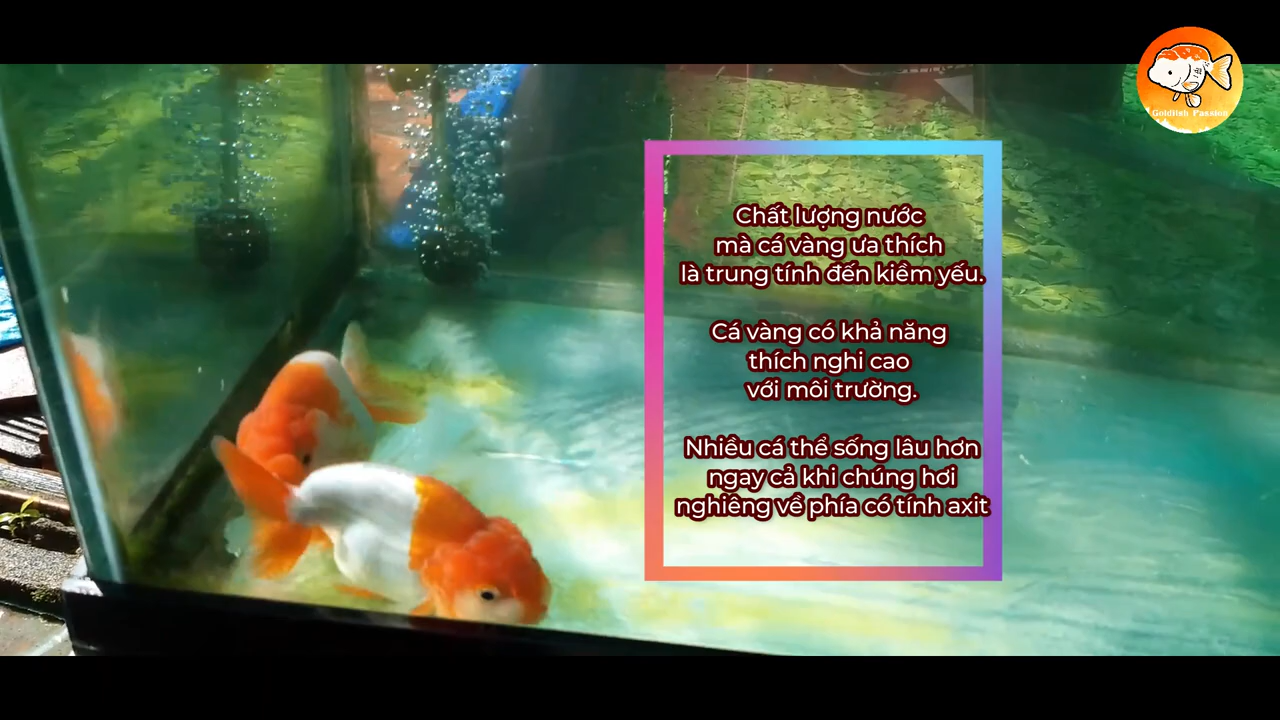 Goldfish Passion
Chất lượng nước
mà cá vàng ưa thích
là trung tính đến kiềm yếu.
Cá vàng có khả năng
thích nghi cao
với môi trường.
Nhiều cá thể sống lâu hơn
ngay cả khi chúng hơi
nghiêng về phía có tính axit